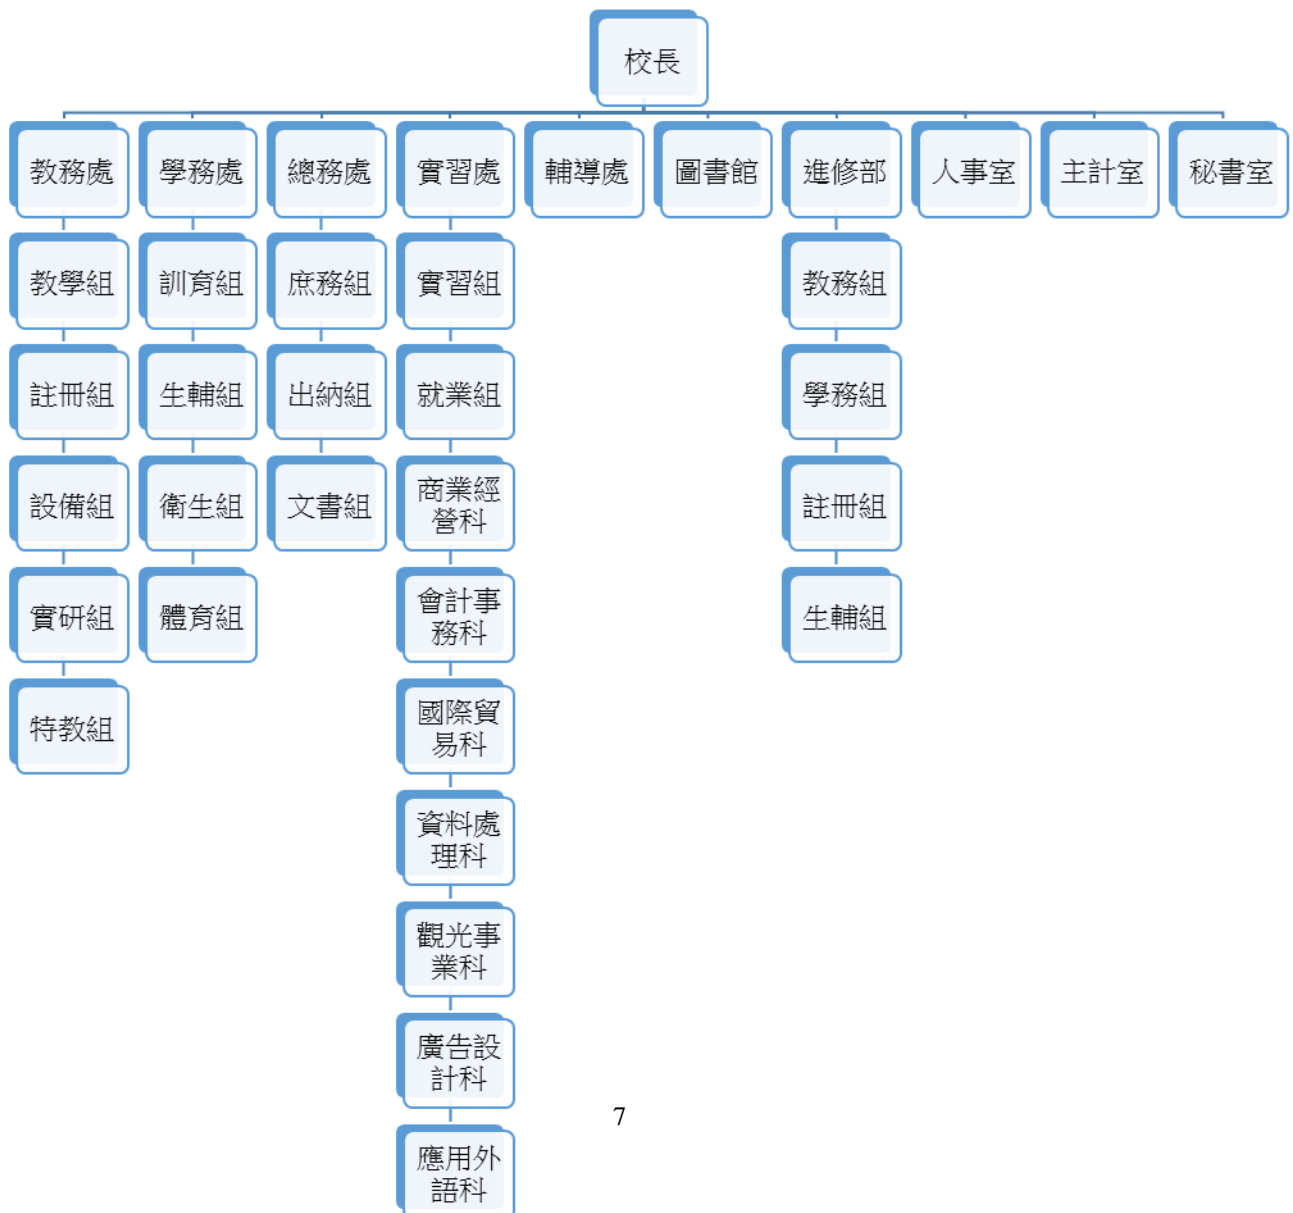 校長
教務處
學務處
總務處
實習處
輔導處
圖書館
進修部
人事室
主計室
秘書室
教學組
訓育組
庶務組
實習組
教務組
註冊組
生輔組
出納組
就業組
學務組
設備組
衛生組
文書組
商業經
營科
註冊組
實研組
體育組
會計事
務科
生輔組
特教組
國際貿
易科
資料處
理科
觀光事
業科
廣告設
計科
7
應用外
語科